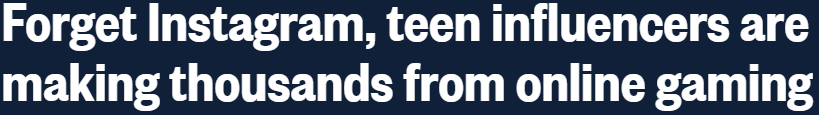 Forget Instagram, teen influencers are
making thousands from online gaming